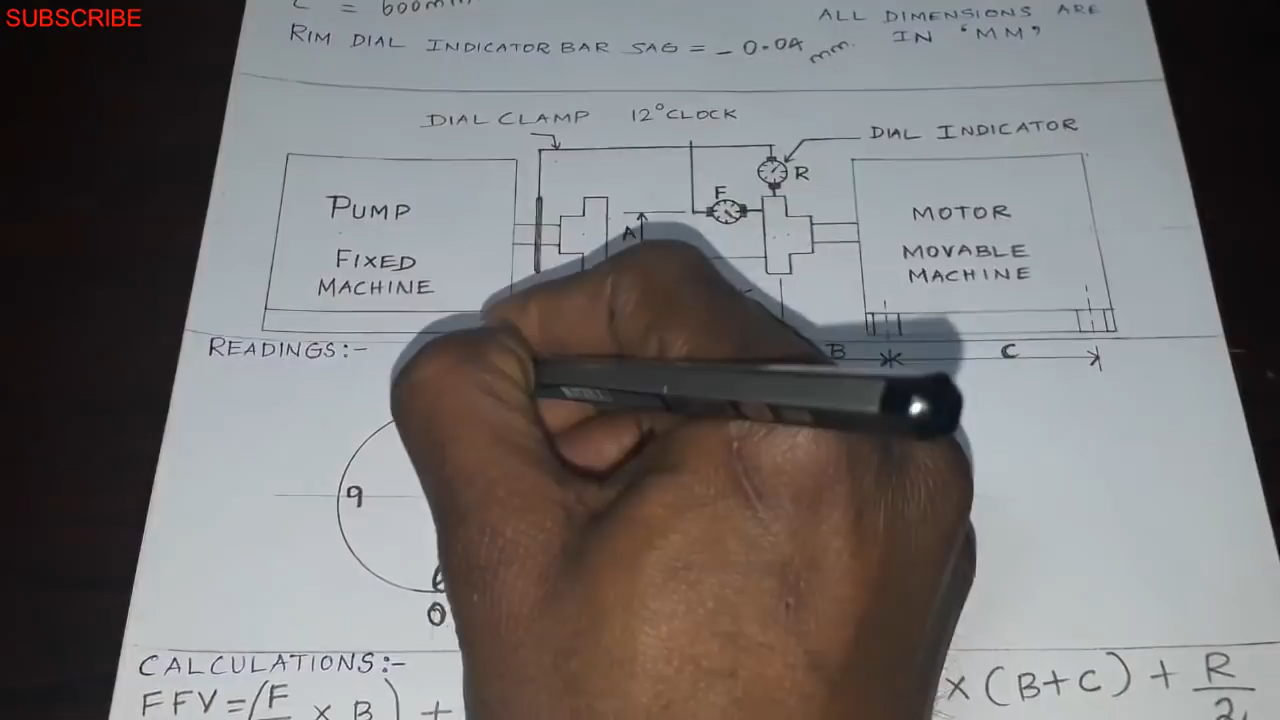 SUBSCRIBE
= 600mm
RIM DIAL INDICATOR BAR SAG = - 0.04 mm.
ALL DIMENSIONS ARE
IN 'MM'
DIAL CLAMP 12°CLOCK
DIAL INDICATOR
R
F
A
PUMP
FIXED
MACHINE
MOTOR
MOVABLE
MACHINE
READINGS:-
B C
9
0
CALCULATIONS:-
FFV = (F x B) +
x (B+C) + R
2